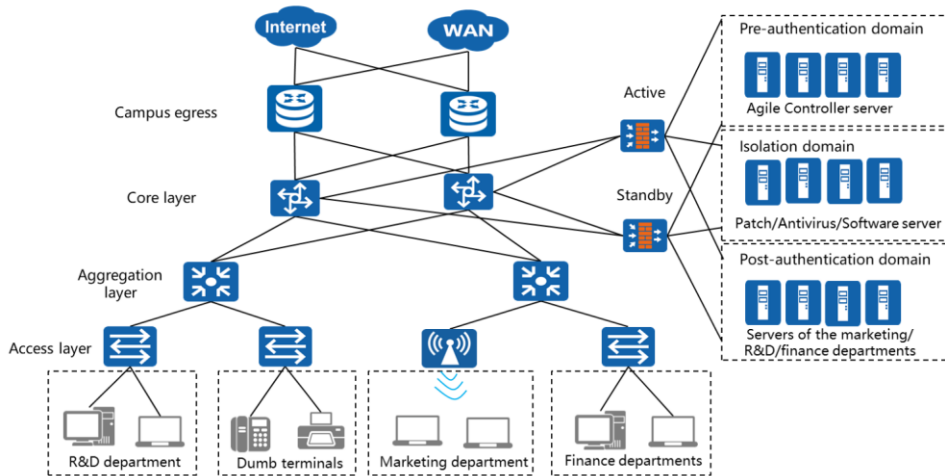 Internet
WAN
Pre-authentication domain
Agile Controller server
Active
Campus egress
Isolation domain
Patch/Antivirus/Software server
Standby
Core layer
Post-authentication domain
Servers of the marketing/
R&D/finance departments
Aggregation
layer
Access layer
R&D department
Dumb terminals
Marketing department
Finance departments